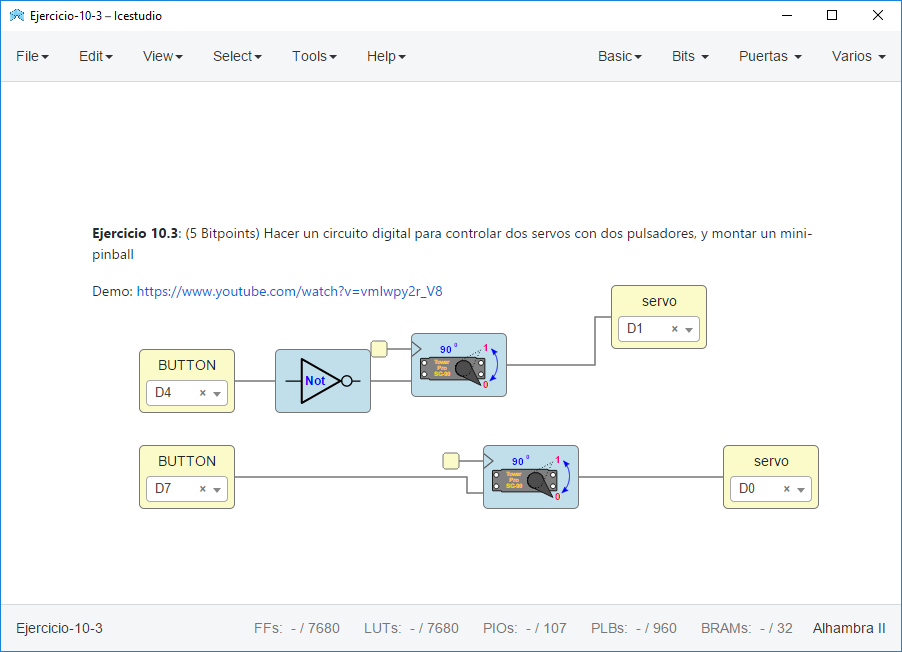 Ejercicio-10-3 – Icestudio
File Edit View Select Tools Help Basic Bits Puertas Varios
Ejercicio 10.3: (5 Bitpoints) Hacer un circuito digital para controlar dos servos con dos pulsadores, y montar un mini-
pinball
Demo: https://www.youtube.com/watch?v=vmlwpy2r_V8
servo
D1 ×
BUTTON
D4 ×
Not
90 º
1
Tower
Pro
SG-90
0
BUTTON
D7 ×
90 º
1
Tower
Pro
SG-90
0
servo
D0 ×
Ejercicio-10-3 FFs: - / 7680 LUTs: - / 7680 PIOs: - / 107 PLBs: - / 960 BRAMs: - / 32 Alhambra II